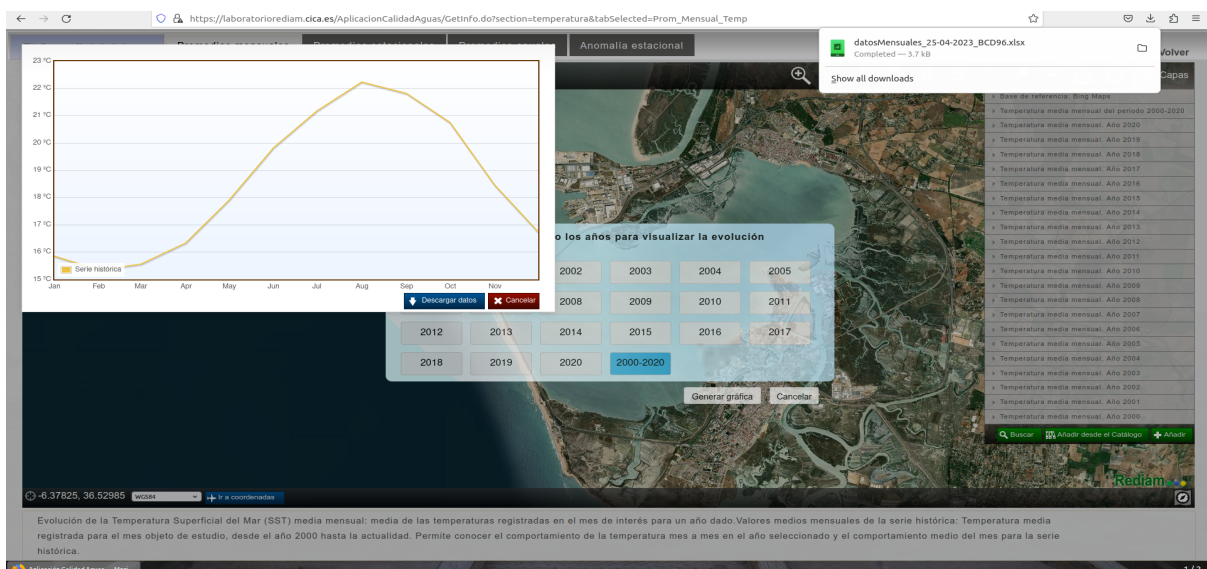 https://laboratoriorediam.cica.es/AplicacionCalidadAguas/GetInfo.do?section=temperatura&tabSelected=Prom_Mensual_Temp
datosMensuales_25-04-2023_BCD96.xlsx
Completed — 3.7 kB
Show all downloads
Anomalía estacional
Volver
Capas
23 ºC
22 ºC
21 ºC
20 ºC
19 ºC
18 ºC
17 ºC
16 ºC
15 ºC
Serie histórica
Jan Feb Mar Apr May Jun Jul Aug Sep Oct Nov
Descargar datos Cancelar
o los años para visualizar la evolución
2002 2003 2004 2005
2008 2009 2010 2011
2012 2013 2014 2015 2016 2017
2018 2019 2020 2000-2020
Generar gráfica Cancelar
Base de referencia: Bing Maps
Temperatura media mensual del periodo 2000-2020
Temperatura media mensual. Año 2020
Temperatura media mensual. Año 2019
Temperatura media mensual. Año 2018
Temperatura media mensual. Año 2017
Temperatura media mensual. Año 2016
Temperatura media mensual. Año 2015
Temperatura media mensual. Año 2014
Temperatura media mensual. Año 2013
Temperatura media mensual. Año 2012
Temperatura media mensual. Año 2011
Temperatura media mensual. Año 2010
Temperatura media mensual. Año 2009
Temperatura media mensual. Año 2008
Temperatura media mensual. Año 2007
Temperatura media mensual. Año 2006
Temperatura media mensual. Año 2005
Temperatura media mensual. Año 2004
Temperatura media mensual. Año 2003
Temperatura media mensual. Año 2002
Temperatura media mensual. Año 2001
Temperatura media mensual. Año 2000
Buscar Añadir desde el Catálogo Añadir
Rediam
-6.37825, 36.52985 WGS84 Ir a coordenadas
Evolución de la Temperatura Superficial del Mar (SST) media mensual: media de las temperaturas registradas en el mes de interés para un año dado.Valores medios mensuales de la serie histórica: Temperatura media
registrada para el mes objeto de estudio, desde el año 2000 hasta la actualidad. Permite conocer el comportamiento de la temperatura mes a mes en el año seleccionado y el comportamiento medio del mes para la serie
histórica.